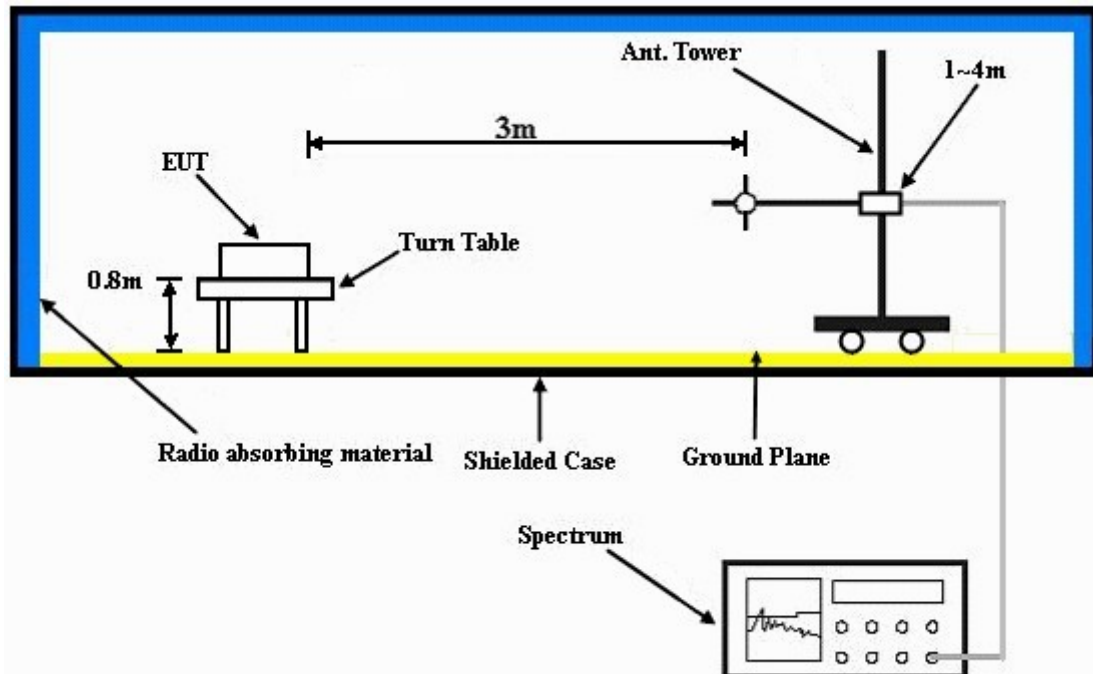 Ant. Tower
1~4m
3m
EUT
Turn Table
0.8m
Radio absorbing material
Shielded Case
Ground Plane
Spectrum